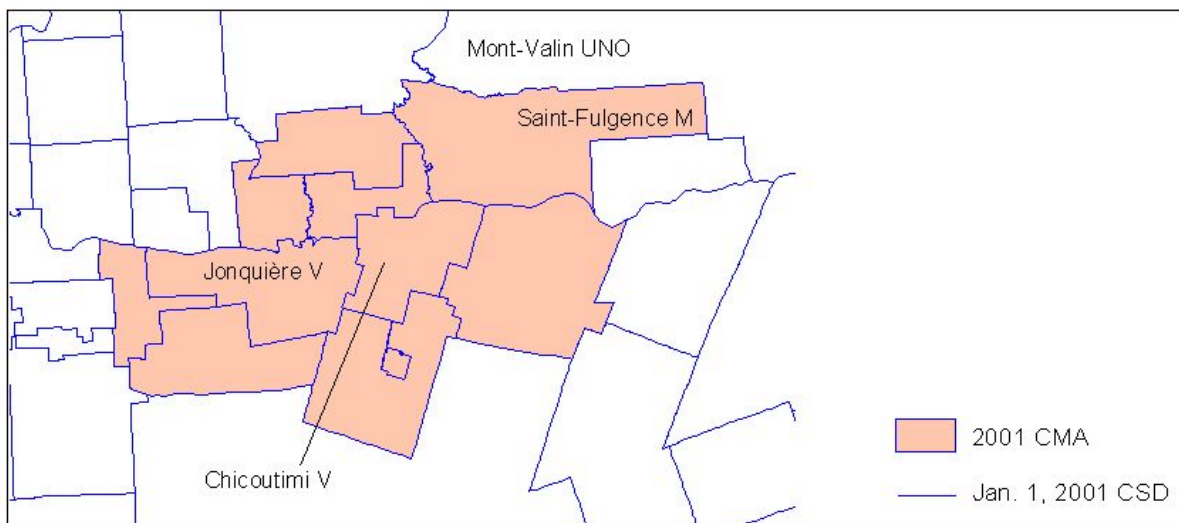 Mont-Valin UNO
Saint-Fulgence M
Jonquière V
Chicoutimi V
2001 CMA
Jan. 1, 2001 CSD